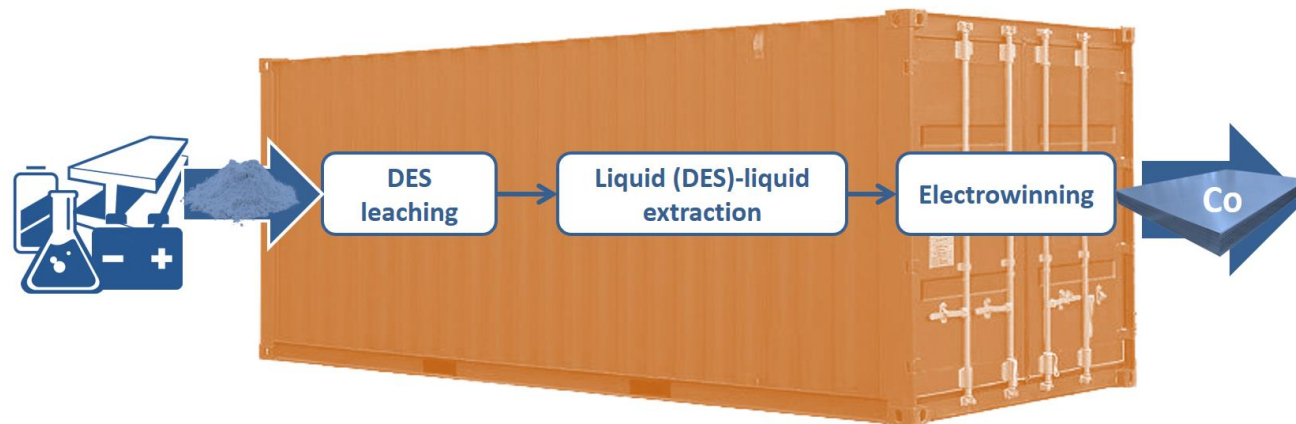 DES
leaching
Liquid (DES)-liquid
extraction
Electrowinning
Co